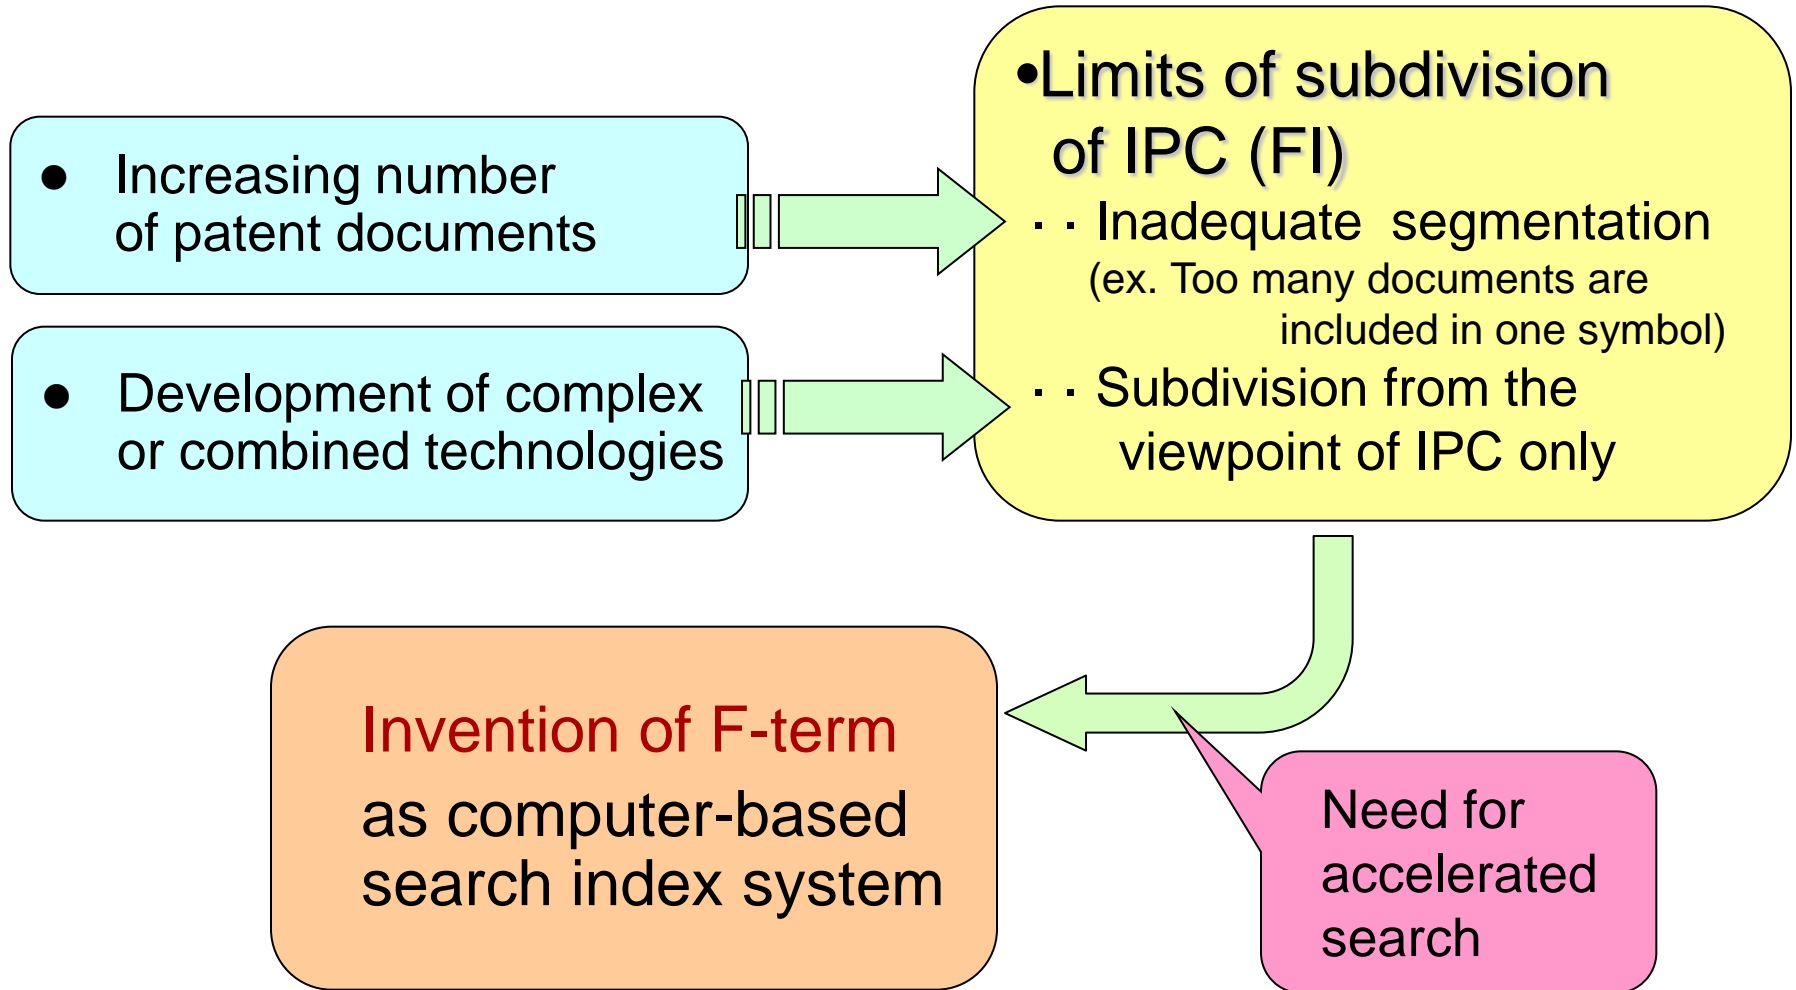 ● Increasing number
of patent documents
● Development of complex
or combined technologies
•Limits of subdivision
of IPC (FI)
・・Inadequate segmentation
(ex. Too many documents are
included in one symbol)
・・Subdivision from the
viewpoint of IPC only
Invention of F-term
as computer-based
search index system
Need for
accelerated
search